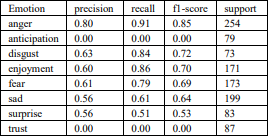 Emotion precision recall f1-score support
anger 0.80 0.91 0.85 254
anticipation 0.00 0.00 0.00 79
disgust 0.63 0.84 0.72 73
enjoyment 0.60 0.86 0.70 171
fear 0.61 0.79 0.69 173
sad 0.56 0.61 0.64 199
surprise 0.56 0.51 0.53 83
trust 0.00 0.00 0.00 87